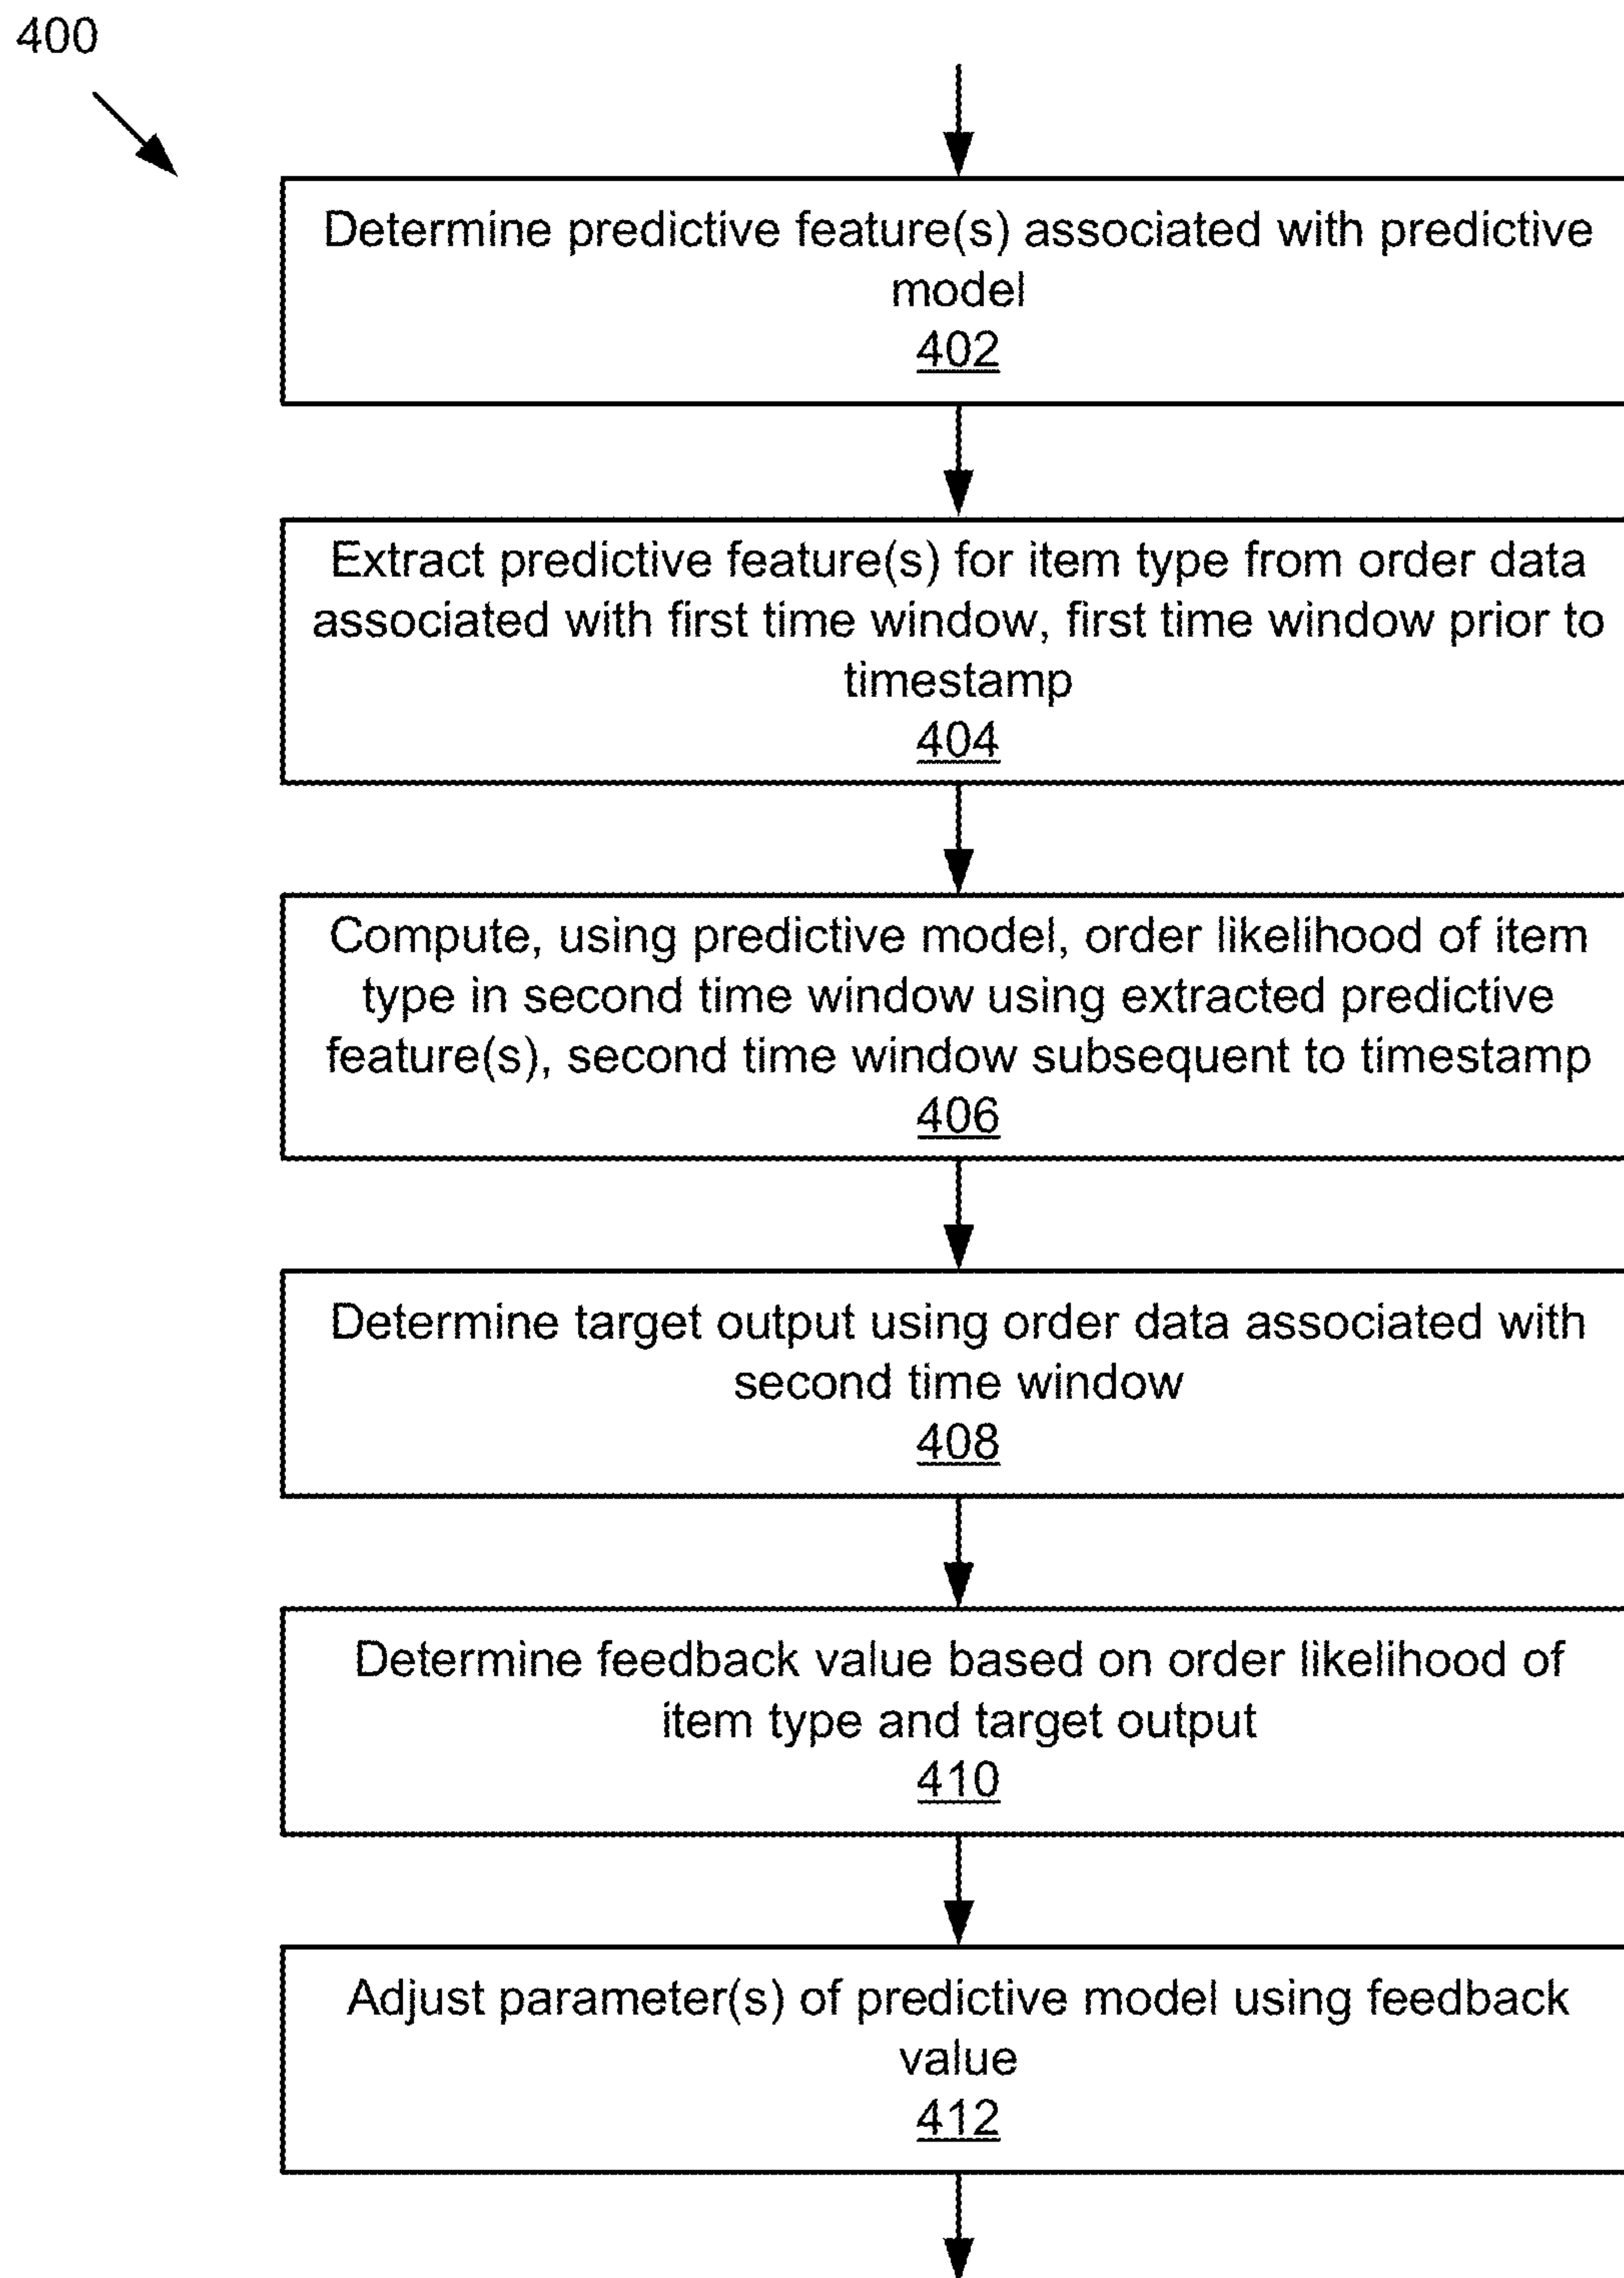 400
Determine predictive feature(s) associated with predictive
model
402
Extract predictive feature(s) for item type from order data
associated with first time window, first time window prior to
timestamp
404
Compute, using predictive model, order likelihood of item
type in second time window using extracted predictive
feature(s), second time window subsequent to timestamp
406
Determine target output using order data associated with
second time window
408
Determine feedback value based on order likelihood of
item type and target output
410
Adjust parameter(s) of predictive model using feedback
value
412